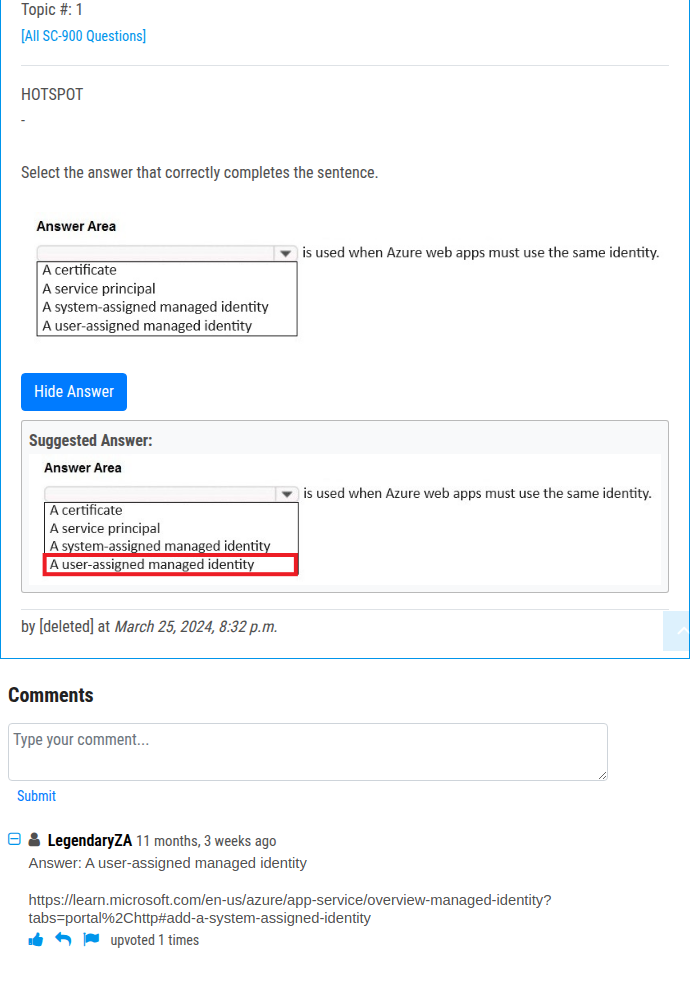 Topic #: 1
[All SC-900 Questions]
HOTSPOT
-
Select the answer that correctly completes the sentence.
Answer Area
is used when Azure web apps must use the same identity.
A certificate
A service principal
A system-assigned managed identity
A user-assigned managed identity
Hide Answer
Suggested Answer:
Answer Area
is used when Azure web apps must use the same identity.
A certificate
A service principal
A system-assigned managed identity
A user-assigned managed identity
by [deleted] at March 25, 2024, 8:32 p.m.
Comments
Type your comment...
Submit
LegendaryZA 11 months, 3 weeks ago
Answer: A user-assigned managed identity
https://learn.microsoft.com/en-us/azure/app-service/overview-managed-identity?
tabs=portal%2Chttp#add-a-system-assigned-identity
upvoted 1 times